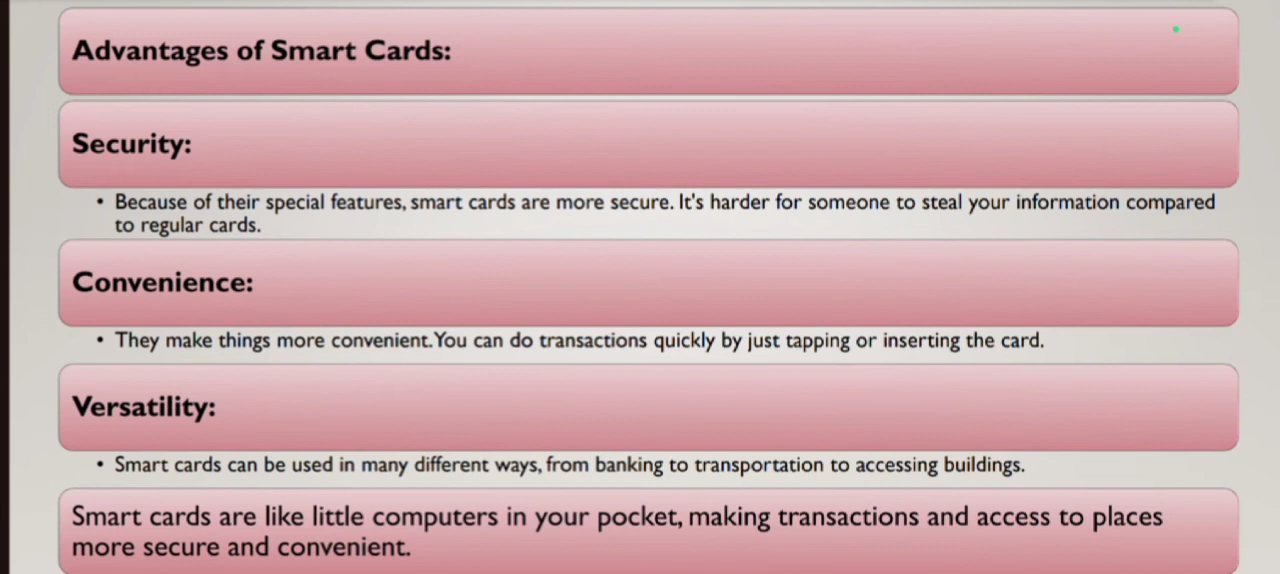 Advantages of Smart Cards:
Security:
• Because of their special features, smart cards are more secure. It's harder for someone to steal your information compared
to regular cards.
Convenience:
• They make things more convenient. You can do transactions quickly by just tapping or inserting the card.
Versatility:
• Smart cards can be used in many different ways, from banking to transportation to accessing buildings.
Smart cards are like little computers in your pocket, making transactions and access to places
more secure and convenient.